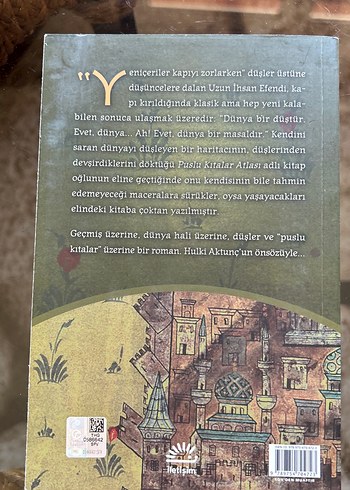 “Yeniçeriler kapıyı zorlarken” düşler üstüne
düşüncelere dalan Uzun İhsan Efendi, ka-
pı kırıldığında klasik ama hep yeni kala-
bilen sonuca ulaşmak üzeredir: “Dünya bir düştür.
Evet, dünya... Ah! Evet, dünya bir masaldır.” Kendini
saran dünyayı düşleyen bir haritacının, düşlerinden
devşirdiklerini döktüğü Puslu Kıtalar Atlası adlı kitap
oğlunun eline geçtiğinde onu kendisinin bile tahmin
edemeyeceği maceralara sürükler, oysa yaşayacakları
elindeki kitaba çoktan yazılmıştır.
Geçmiş üzerine, dünya hali üzerine, düşler ve “puslu
kıtalar” üzerine bir roman. Hulki Aktunç'un önsözüyle...
iletişim